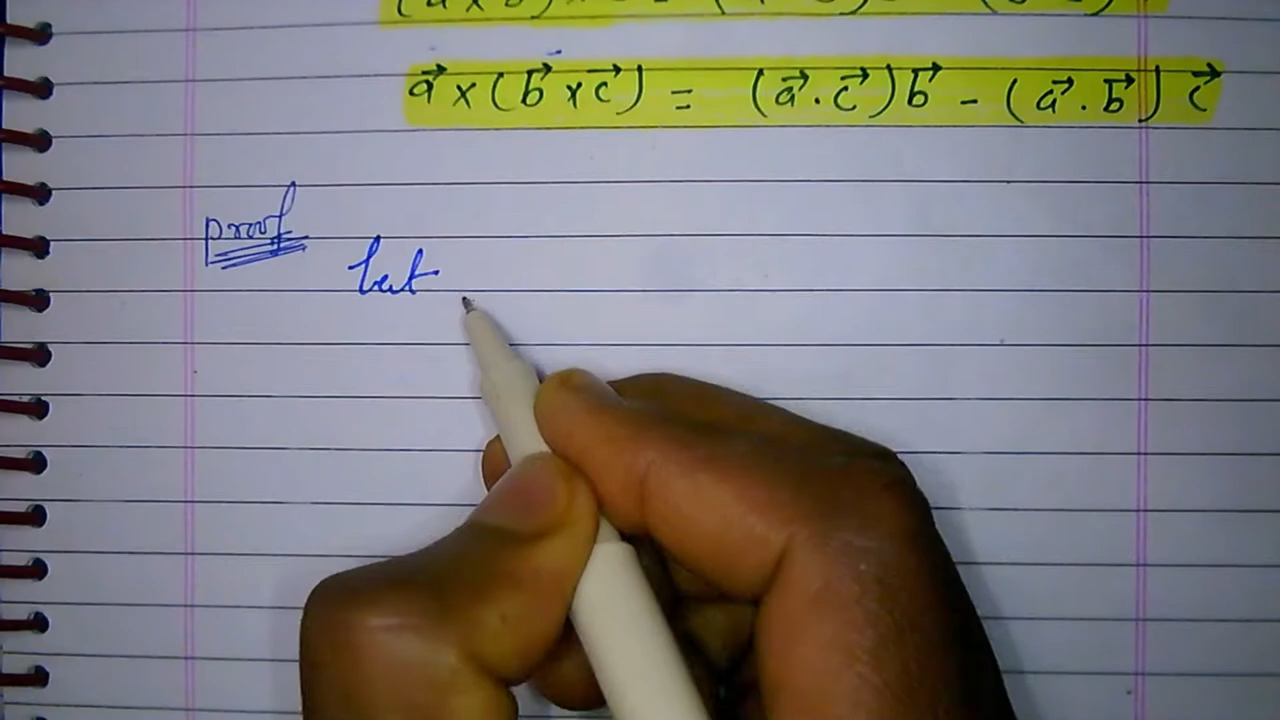 a⃗ × (b⃗ × c⃗) = (a⃗ . c⃗) b⃗ - (a⃗ . b⃗) c⃗
proof
let